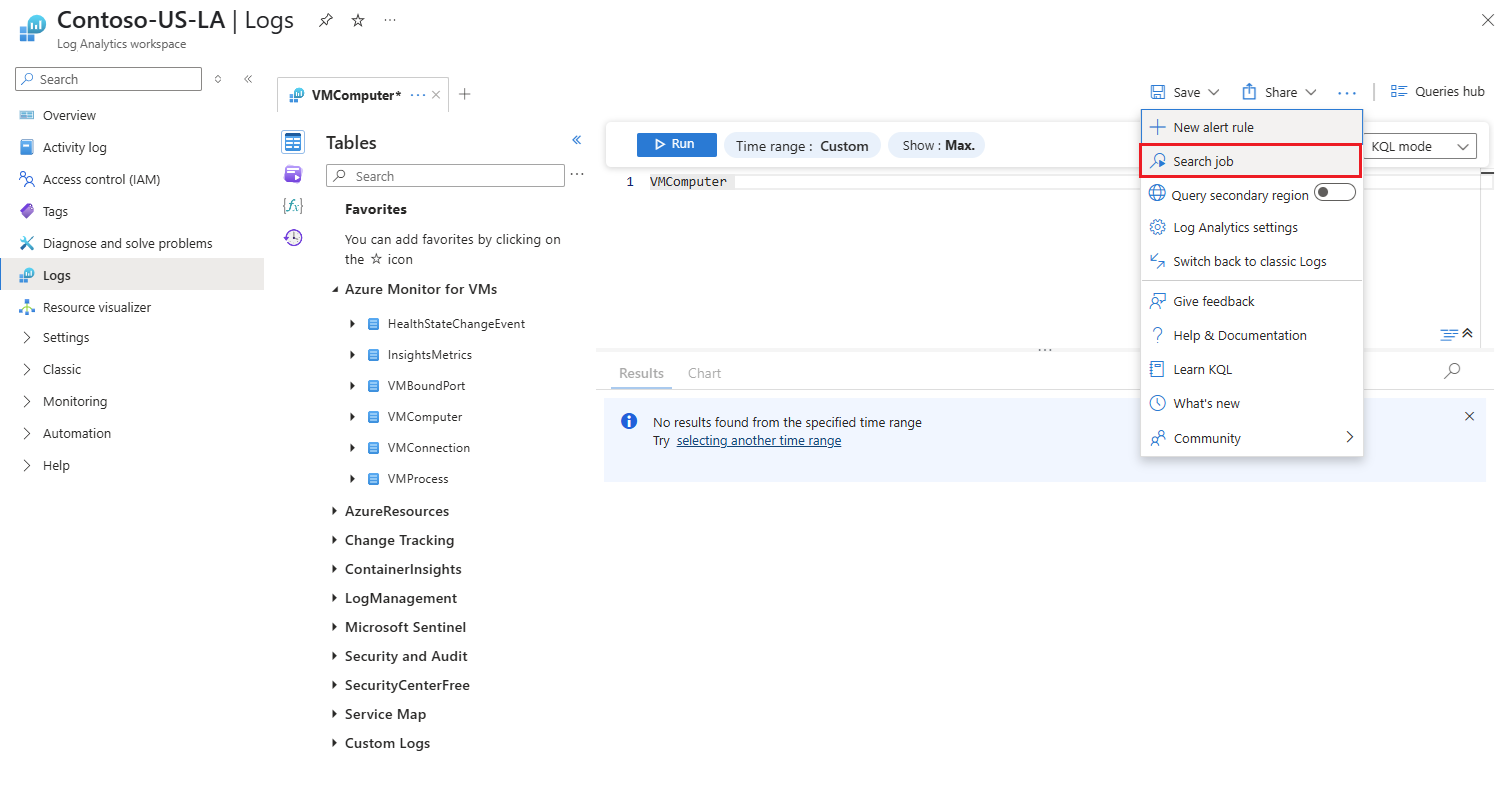 Contoso-US-LA | Logs
Log Analytics workspace
Search
Overview
Activity log
Access control (IAM)
Tags
Diagnose and solve problems
Logs
Resource visualizer
Settings
Classic
Monitoring
Automation
Help
VMComputer*
Save
Share
Queries hub
Tables
Search
Favorites
You can add favorites by clicking on
the ☆ icon
Azure Monitor for VMs
HealthStateChangeEvent
InsightsMetrics
VMBoundPort
VMComputer
VMConnection
VMProcess
AzureResources
Change Tracking
ContainerInsights
LogManagement
Microsoft Sentinel
Security and Audit
SecurityCenterFree
Service Map
Custom Logs
Run
Time range : Custom
Show : Max.
KQL mode
1 VMComputer
New alert rule
Search job
Query secondary region
Log Analytics settings
Switch back to classic Logs
Give feedback
Help & Documentation
Learn KQL
What's new
Community
Results
Chart
No results found from the specified time range
Try selecting another time range